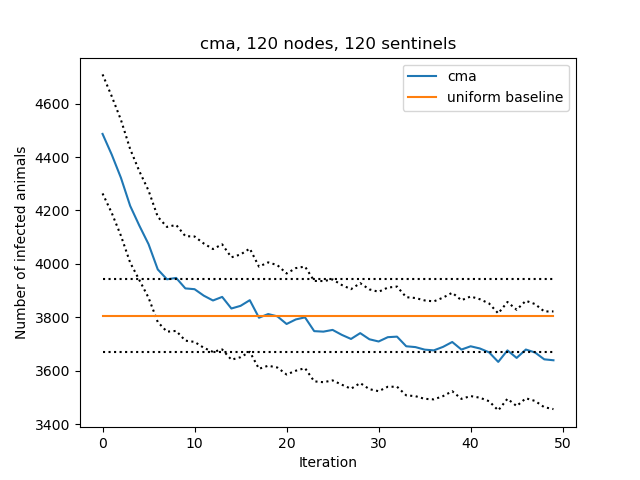 cma, 120 nodes, 120 sentinels
cma
uniform baseline
Number of infected animals
4600
4400
4200
4000
3800
3600
3400
0 10 20 30 40 50
Iteration